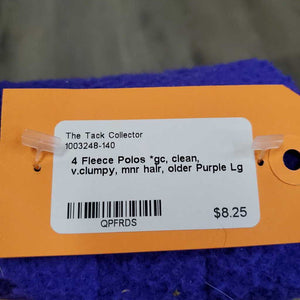 The Tack Collector
1003248-140
4 Fleece Polos *gc, clean,
v.clumpy, mnr hair, older Purple Lg
QPFRDS
$8.25